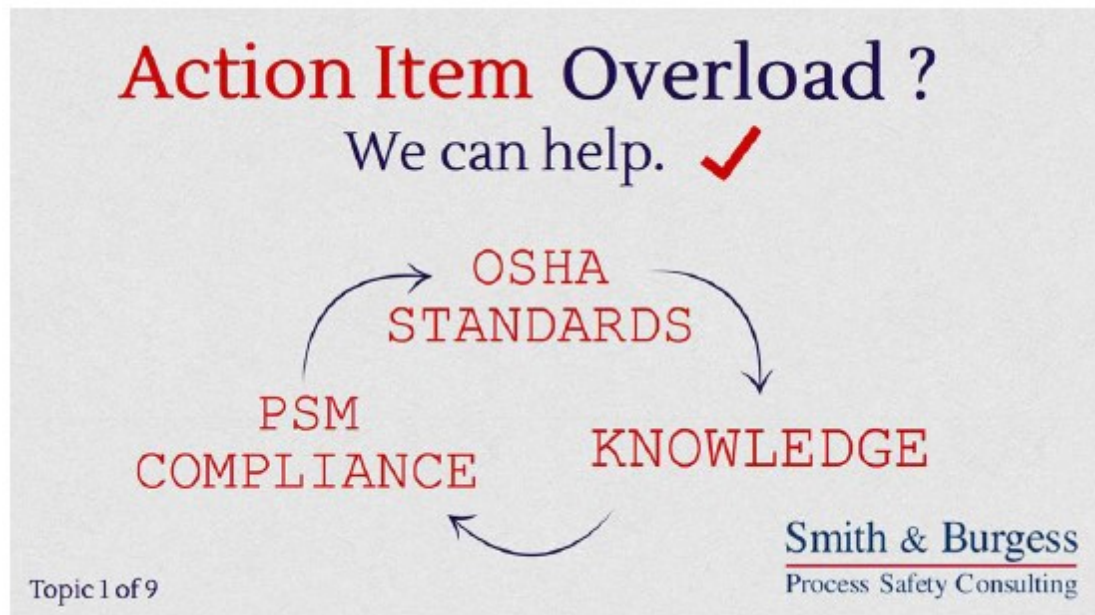 Action Item Overload ?
We can help.
OSHA
STANDARDS
PSM
COMPLIANCE
KNOWLEDGE
Smith & Burgess
Process Safety Consulting
Topic 1 of 9